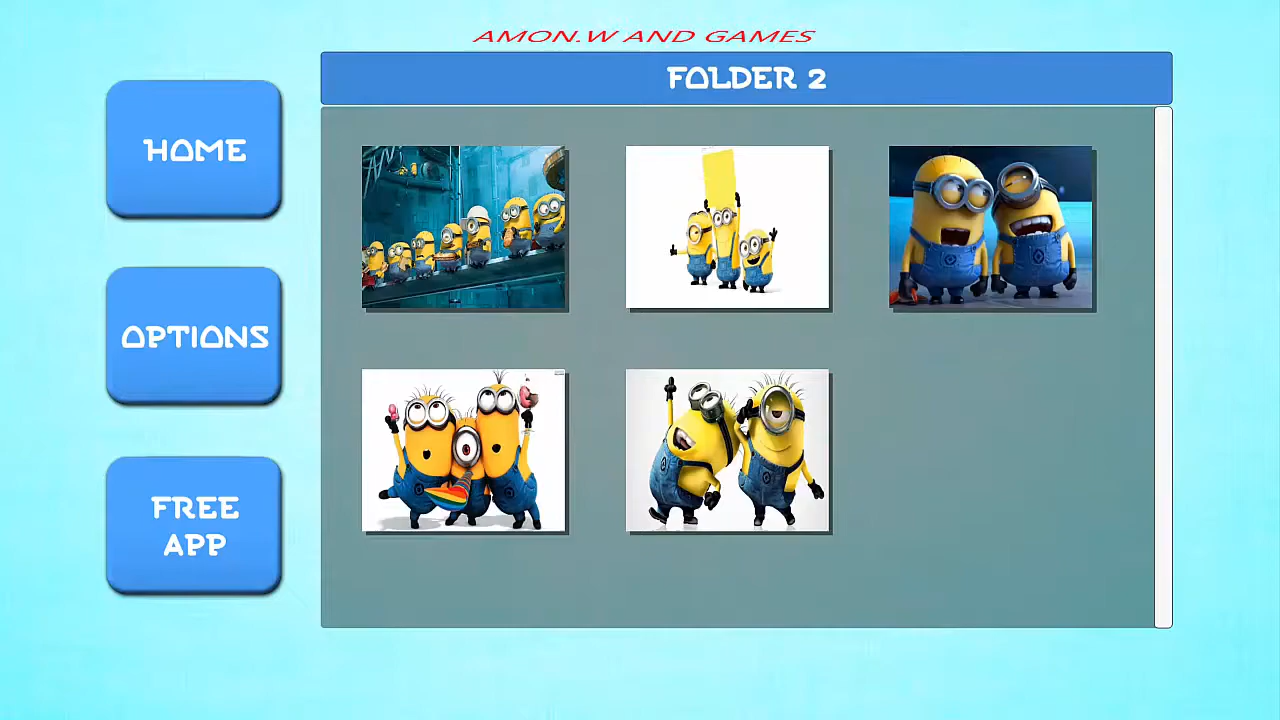 AMON.W AND GAMES
FOLDER 2
HOME
OPTIONS
FREE
APP